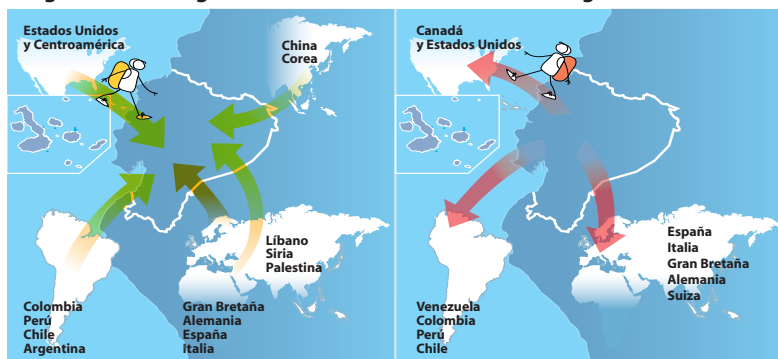 Estados Unidos
y Centroamérica
China
Corea
Líbano
Siria
Palestina
Colombia
Perú
Chile
Argentina
Gran Bretaña
Alemania
España
Italia
Canadá
y Estados Unidos
España
Italia
Gran Bretaña
Alemania
Suiza
Venezuela
Colombia
Perú
Chile